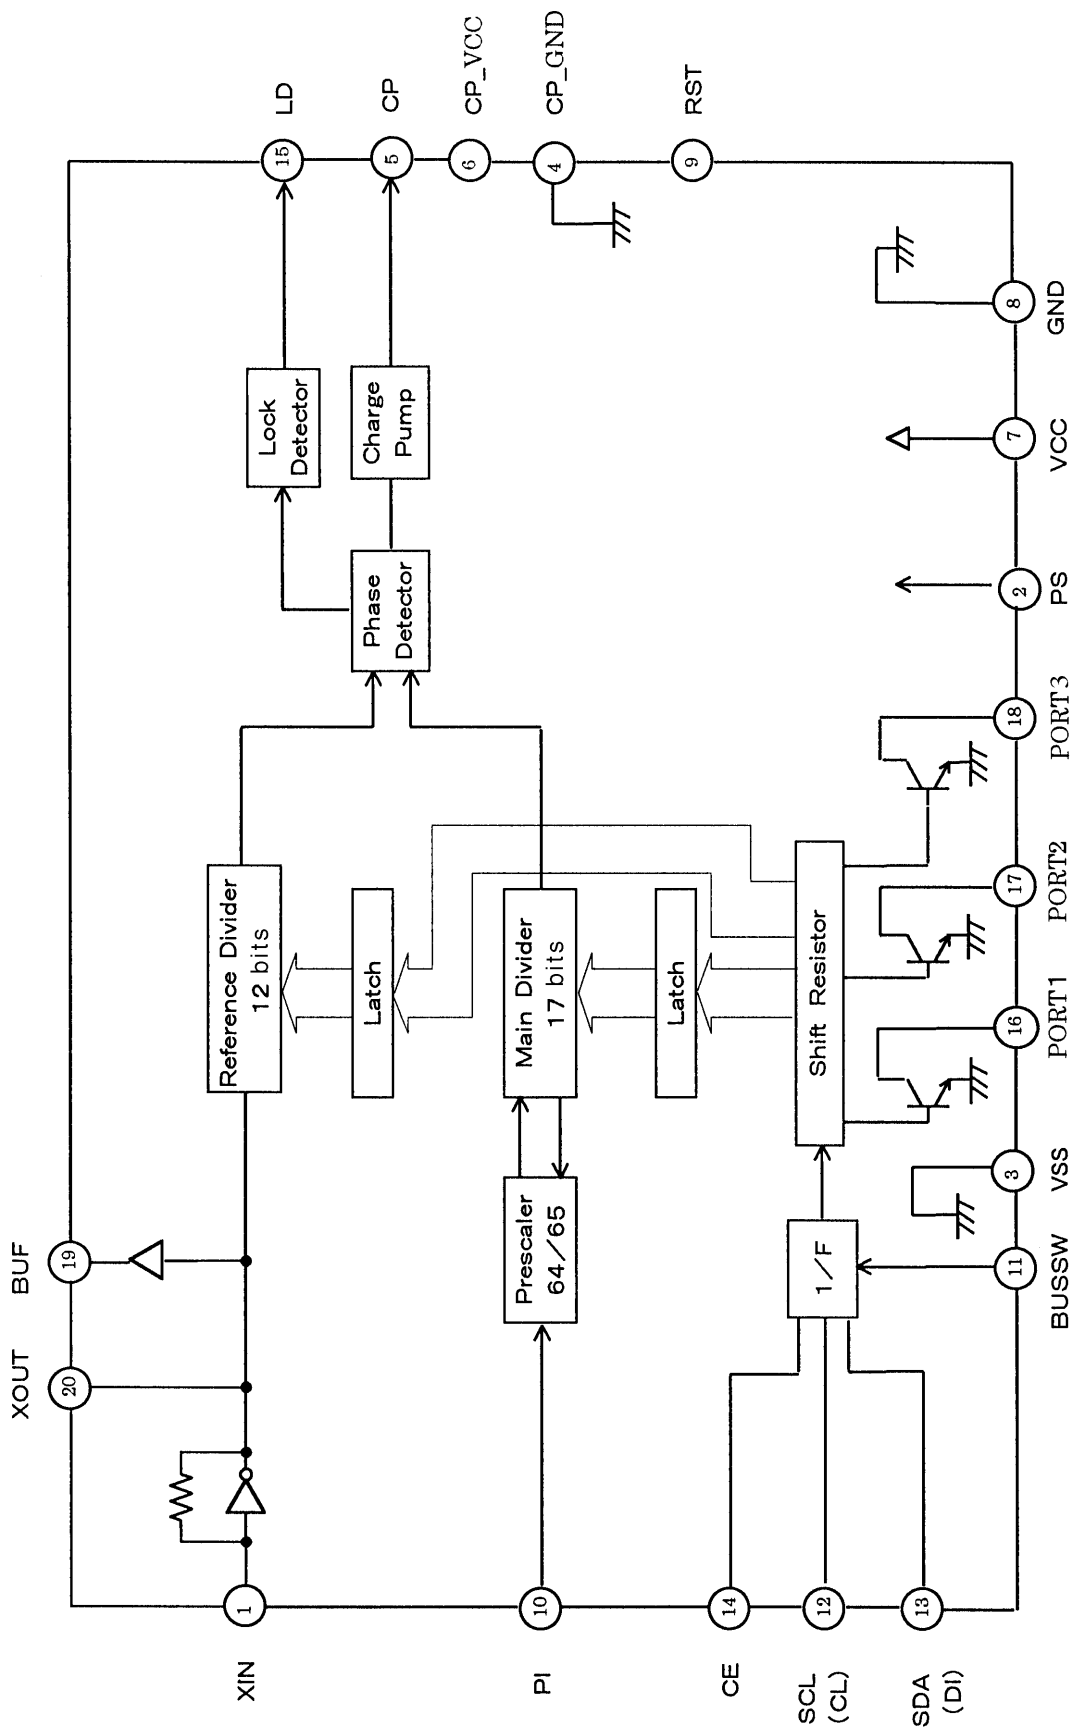 BUF
XOUT
19
20
LD
CP
CP_VCC
CP_GND
RST
15
5
6
4
9
Lock
Detector
Charge
Pump
Phase
Detector
Reference Divider
12 bits
Latch
Main Divider
17 bits
Latch
Shift Resistor
Prescaler
64/65
1/F
XIN
1
PI
10
CE
14
SCL
(CL)
12
SDA
(DI)
13
11
3
16
17
18
2
7
8
BUSSW
VSS
PORT1
PORT2
PORT3
PS
VCC
GND